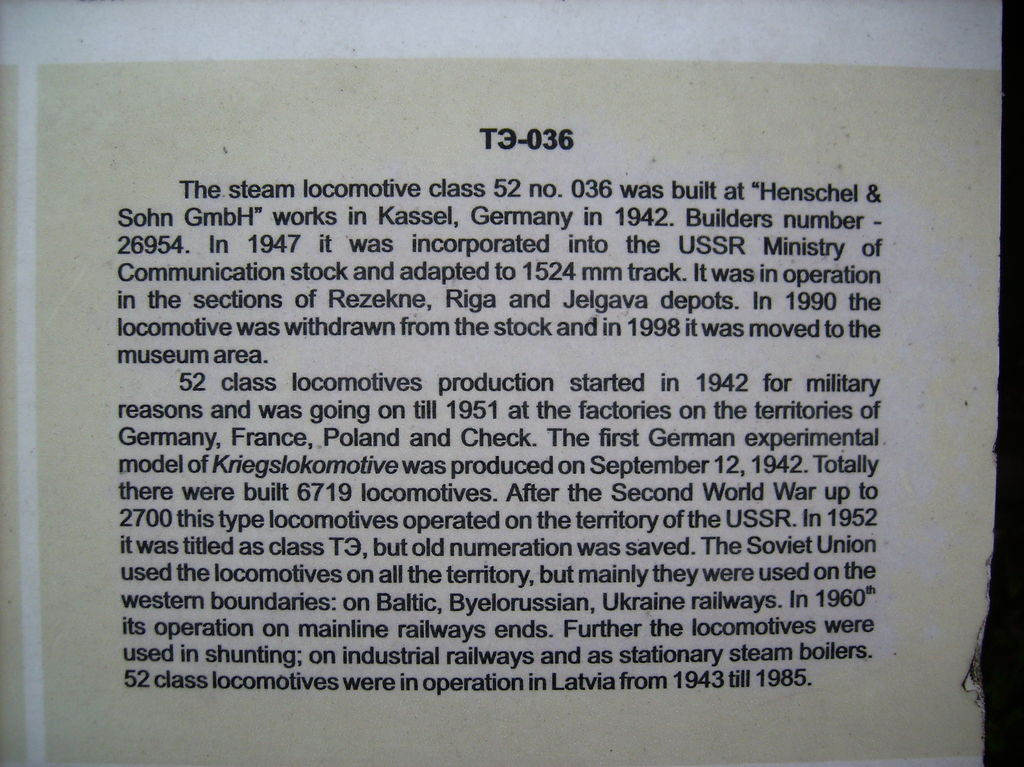 ТЭ-036
The steam locomotive class 52 no. 036 was built at “Henschel &
Sohn GmbH” works in Kassel, Germany in 1942. Builders number -
26954. In 1947 it was incorporated into the USSR Ministry of
Communication stock and adapted to 1524 mm track. It was in operation
in the sections of Rezekne, Riga and Jelgava depots. In 1990 the
locomotive was withdrawn from the stock and in 1998 it was moved to the
museum area.
52 class locomotives production started in 1942 for military
reasons and was going on till 1951 at the factories on the territories of
Germany, France, Poland and Check. The first German experimental
model of Kriegslokomotive was produced on September 12, 1942. Totally
there were built 6719 locomotives. After the Second World War up to
2700 this type locomotives operated on the territory of the USSR. In 1952
it was titled as class ТЭ, but old numeration was saved. The Soviet Union
used the locomotives on all the territory, but mainly they were used on the
western boundaries: on Baltic, Byelorussian, Ukraine railways. In 1960th
its operation on mainline railways ends. Further the locomotives were
used in shunting; on industrial railways and as stationary steam boilers.
52 class locomotives were in operation in Latvia from 1943 till 1985.